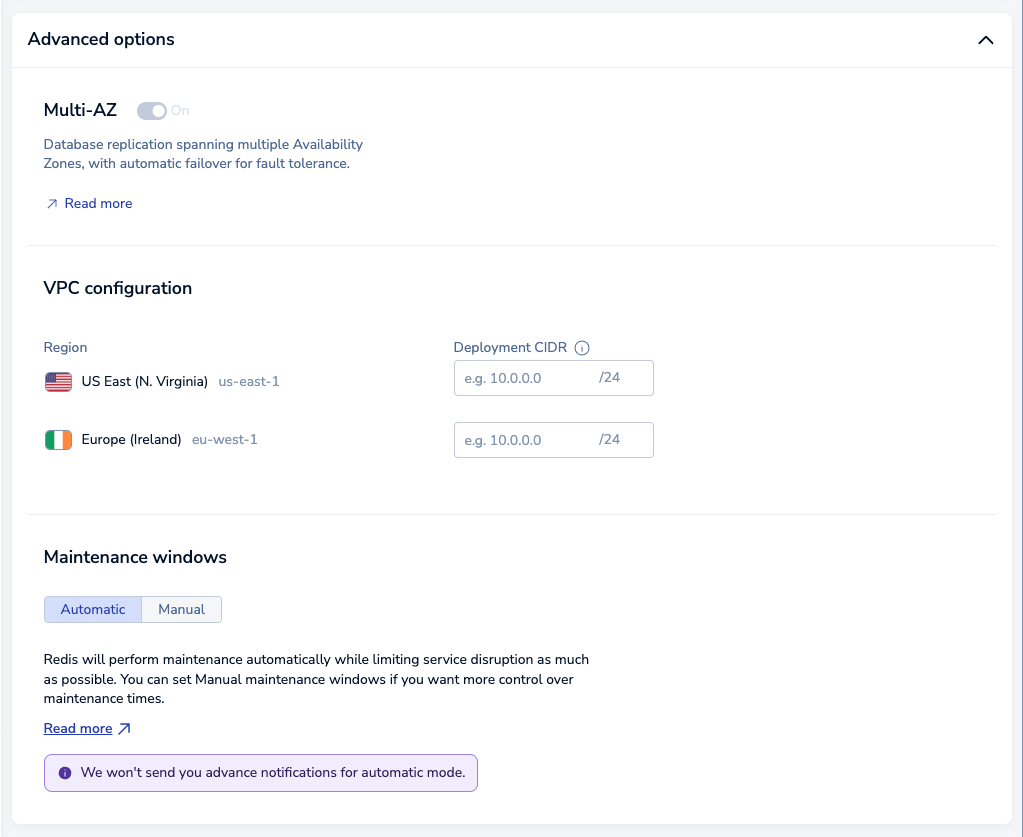 Advanced options
Multi-AZ On
Database replication spanning multiple Availability
Zones, with automatic failover for fault tolerance.
Read more
VPC configuration
Region Deployment CIDR
US East (N. Virginia) us-east-1 e.g. 10.0.0.0 /24
Europe (Ireland) eu-west-1 e.g. 10.0.0.0 /24
Maintenance windows
Automatic Manual
Redis will perform maintenance automatically while limiting service disruption as much
as possible. You can set Manual maintenance windows if you want more control over
maintenance times.
Read more
We won't send you advance notifications for automatic mode.